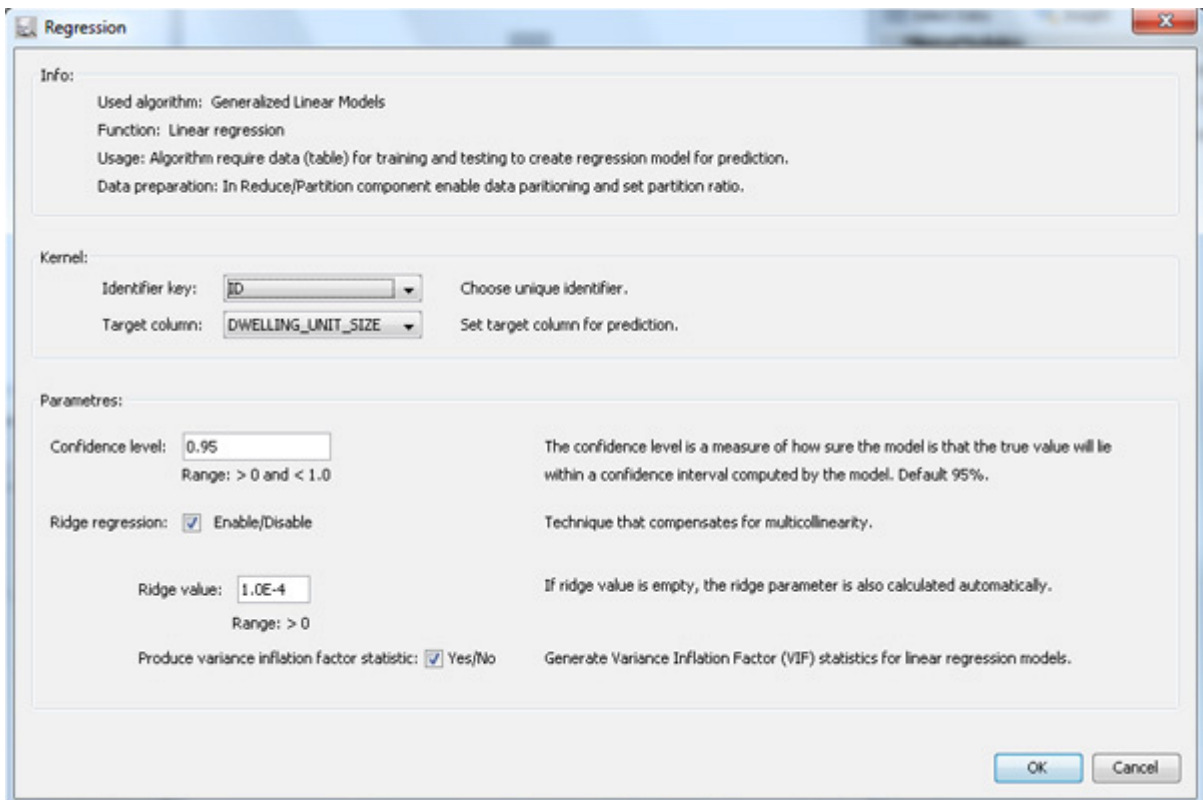 Regression
Info:
Used algorithm: Generalized Linear Models
Function: Linear regression
Usage: Algorithm require data (table) for training and testing to create regression model for prediction.
Data preparation: In Reduce/Partition component enable data paritioning and set partition ratio.
Kernel:
Identifier key: ID Choose unique identifier.
Target column: DWELLING_UNIT_SIZE Set target column for prediction.
Parametres:
Confidence level: 0.95 The confidence level is a measure of how sure the model is that the true value will lie
Range: > 0 and < 1.0 within a confidence interval computed by the model. Default 95%.
Ridge regression: Enable/Disable Technique that compensates for multicollinearity.
Ridge value: 1.0E-4 If ridge value is empty, the ridge parameter is also calculated automatically.
Range: > 0
Produce variance inflation factor statistic: Yes/No Generate Variance Inflation Factor (VIF) statistics for linear regression models.
OK Cancel